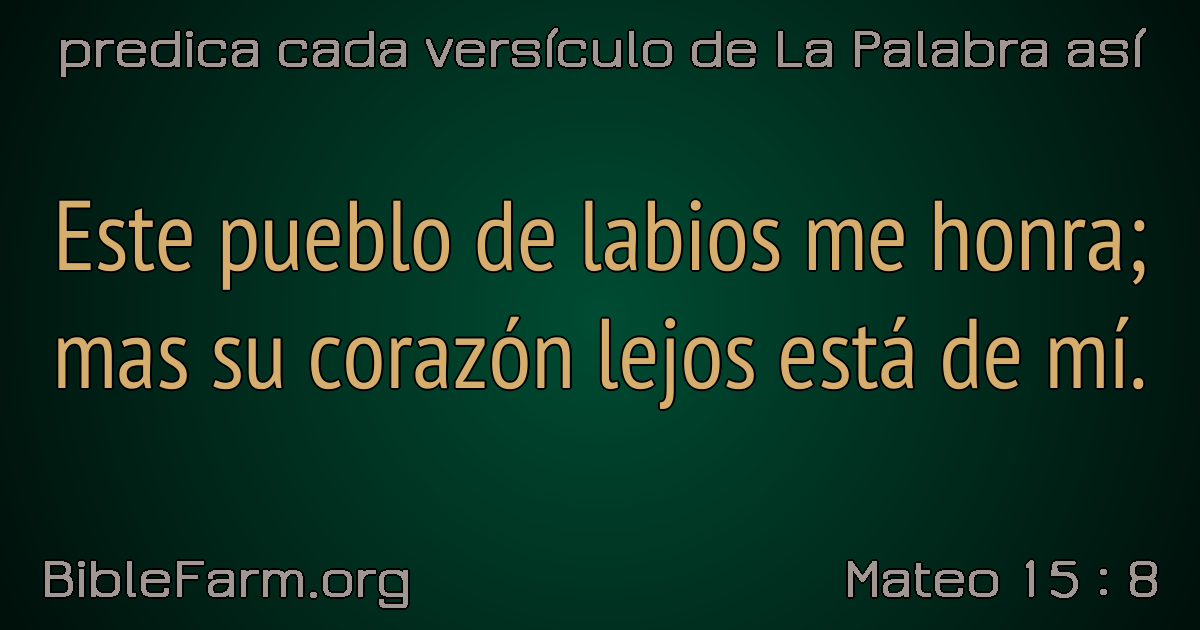 predica cada versículo de La Palabra así
Este pueblo de labios me honra;
mas su corazón lejos está de mí.
BibleFarm.org
Mateo 15 : 8